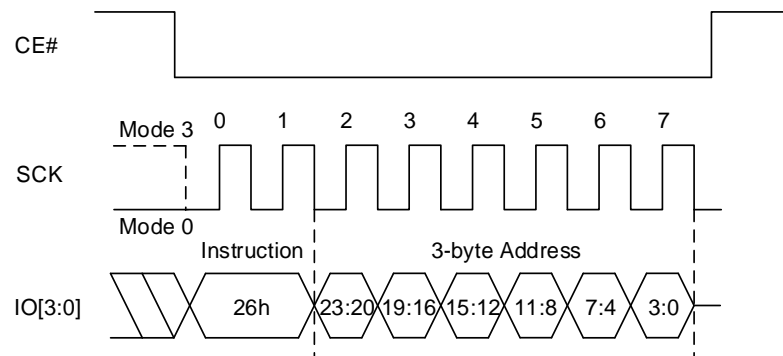 CE#
Mode 3 0 1 2 3 4 5 6 7
SCK
Mode 0
Instruction 3-byte Address
IO[3:0] 26h 23:20 19:16 15:12 11:8 7:4 3:0